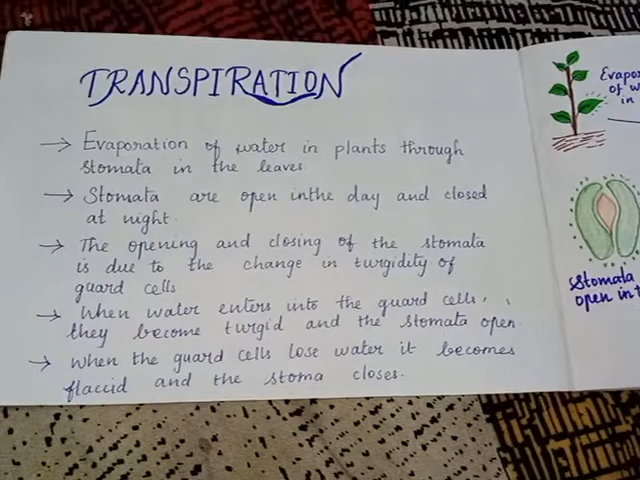 TRANSPIRATION
→ Evaporation of water in plants through
stomata in the leaves
→ Stomata are open inthe day and closed
at night.
→ The opening and closing of the stomata
is due to the change in turgidity of
guard cells
→ When water enters into the guard cells,
they become turgid and the stomata open.
→ When the guard cells lose water it becomes
flaccid and the stoma closes.
of
in
sStomata
open in